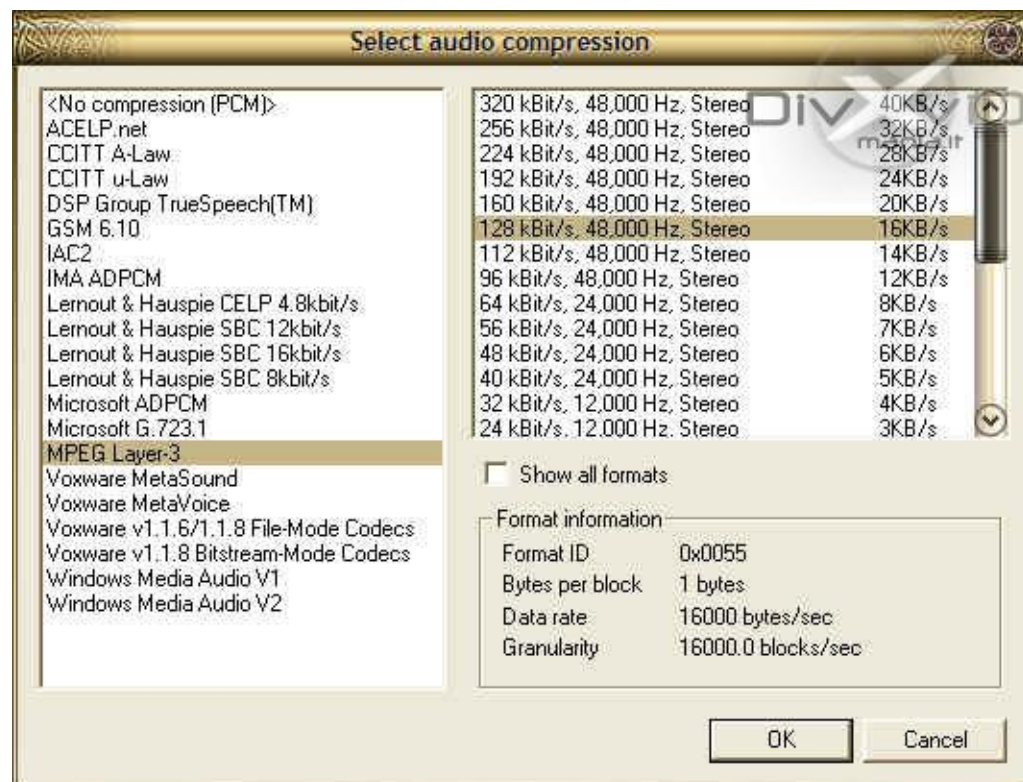 Select audio compression
<No compression (PCM)>
ACELP.net
CCITT A-Law
CCITT u-Law
DSP Group TrueSpeech(TM)
GSM 6.10
IAC2
IMA ADPCM
Lernout & Hauspie CELP 4.8kbit/s
Lernout & Hauspie SBC 12kbit/s
Lernout & Hauspie SBC 16kbit/s
Lernout & Hauspie SBC 8kbit/s
Microsoft ADPCM
Microsoft G.723.1
MPEG Layer-3
Voxware MetaSound
Voxware MetaVoice
Voxware v1.1.6/1.1.8 File-Mode Codecs
Voxware v1.1.8 Bitstream-Mode Codecs
Windows Media Audio V1
Windows Media Audio V2
320 kBit/s, 48,000 Hz, Stereo 40KB/s
256 kBit/s, 48,000 Hz, Stereo 32KB/s
224 kBit/s, 48,000 Hz, Stereo 28KB/s
192 kBit/s, 48,000 Hz, Stereo 24KB/s
160 kBit/s, 48,000 Hz, Stereo 20KB/s
128 kBit/s, 48,000 Hz, Stereo 16KB/s
112 kBit/s, 48,000 Hz, Stereo 14KB/s
96 kBit/s, 48,000 Hz, Stereo 12KB/s
64 kBit/s, 24,000 Hz, Stereo 8KB/s
56 kBit/s, 24,000 Hz, Stereo 7KB/s
48 kBit/s, 24,000 Hz, Stereo 6KB/s
40 kBit/s, 24,000 Hz, Stereo 5KB/s
32 kBit/s, 12,000 Hz, Stereo 4KB/s
24 kBit/s, 12,000 Hz, Stereo 3KB/s
Show all formats
Format information
Format ID 0x0055
Bytes per block 1 bytes
Data rate 16000 bytes/sec
Granularity 16000.0 blocks/sec
OK Cancel
mania.it